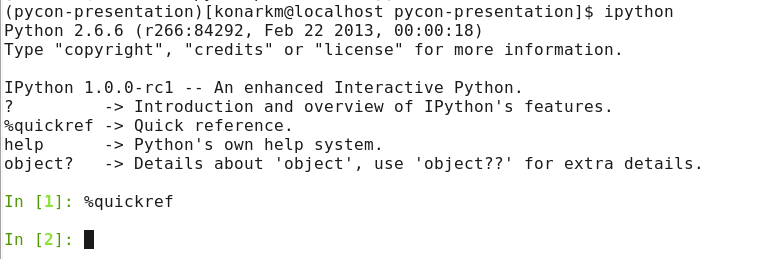 (pycon-presentation)[konarkm@localhost pycon-presentation]$ ipython
Python 2.6.6 (r266:84292, Feb 22 2013, 00:00:18)
Type "copyright", "credits" or "license" for more information.
IPython 1.0.0-rc1 -- An enhanced Interactive Python.
?         -> Introduction and overview of IPython's features.
%quickref -> Quick reference.
help      -> Python's own help system.
object?   -> Details about 'object', use 'object??' for extra details.
In [1]: %quickref
In [2]: